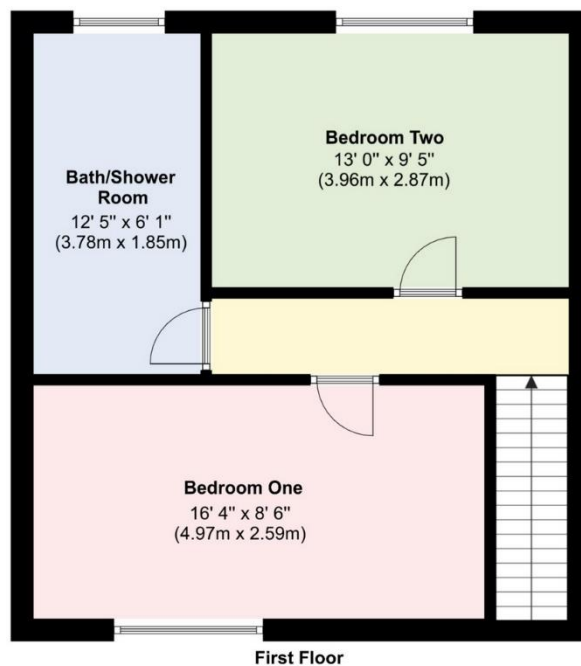 Bedroom Two
13' 0" x 9' 5"
(3.96m x 2.87m)
Bath/Shower
Room
12' 5" x 6' 1"
(3.78m x 1.85m)
Bedroom One
16' 4" x 8' 6"
(4.97m x 2.59m)
First Floor